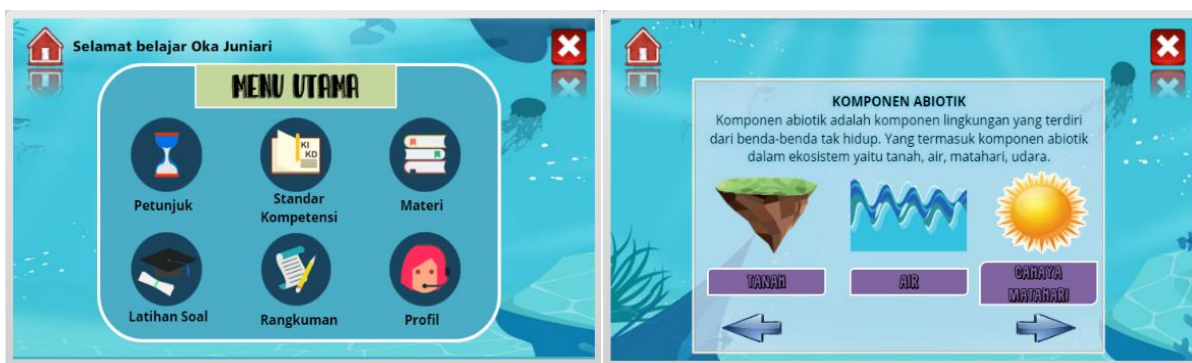 Selamat belajar Oka Juniari
MENU UTAMA
KI
KD
Petunjuk
Standar
Kompetensi
Materi
Latihan Soal
Rangkuman
Profil
KOMPONEN ABIOTIK
Komponen abiotik adalah komponen lingkungan yang terdiri
dari benda-benda tak hidup. Yang termasuk komponen abiotik
dalam ekosistem yaitu tanah, air, matahari, udara.
TANAH
AIR
CAHAYA
MATAHARI